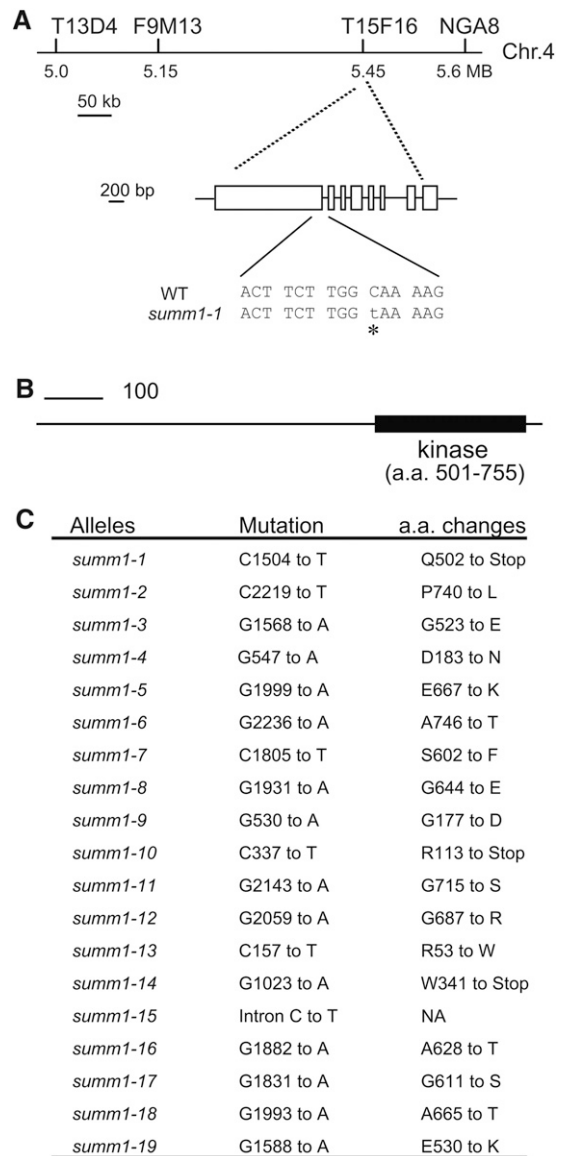 A
T13D4 F9M13 T15F16 NGA8
Chr.4
5.0 5.15 5.45 5.6 MB
50 kb
200 bp
WT ACT TCT TGG CAA AAG
summ1-1 ACT TCT TGG tAA AAG
*
B 100
kinase
(a.a. 501-755)
C Alleles Mutation a.a. changes
summ1-1 C1504 to T Q502 to Stop
summ1-2 C2219 to T P740 to L
summ1-3 G1568 to A G523 to E
summ1-4 G547 to A D183 to N
summ1-5 G1999 to A E667 to K
summ1-6 G2236 to A A746 to T
summ1-7 C1805 to T S602 to F
summ1-8 G1931 to A G644 to E
summ1-9 G530 to A G177 to D
summ1-10 C337 to T R113 to Stop
summ1-11 G2143 to A G715 to S
summ1-12 G2059 to A G687 to R
summ1-13 C157 to T R53 to W
summ1-14 G1023 to A W341 to Stop
summ1-15 Intron C to T NA
summ1-16 G1882 to A A628 to T
summ1-17 G1831 to A G611 to S
summ1-18 G1993 to A A665 to T
summ1-19 G1588 to A E530 to K